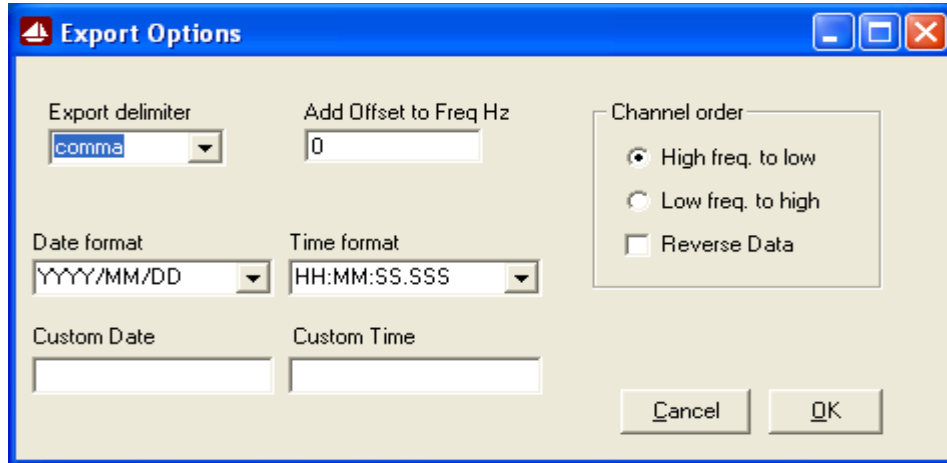 Export Options
Export delimiter
Add Offset to Freq Hz
Channel order
comma
0
High freq. to low
Low freq. to high
Reverse Data
Date format
Time format
YYYY/MM/DD
HH:MM:SS.SSS
Custom Date
Custom Time
Cancel
OK